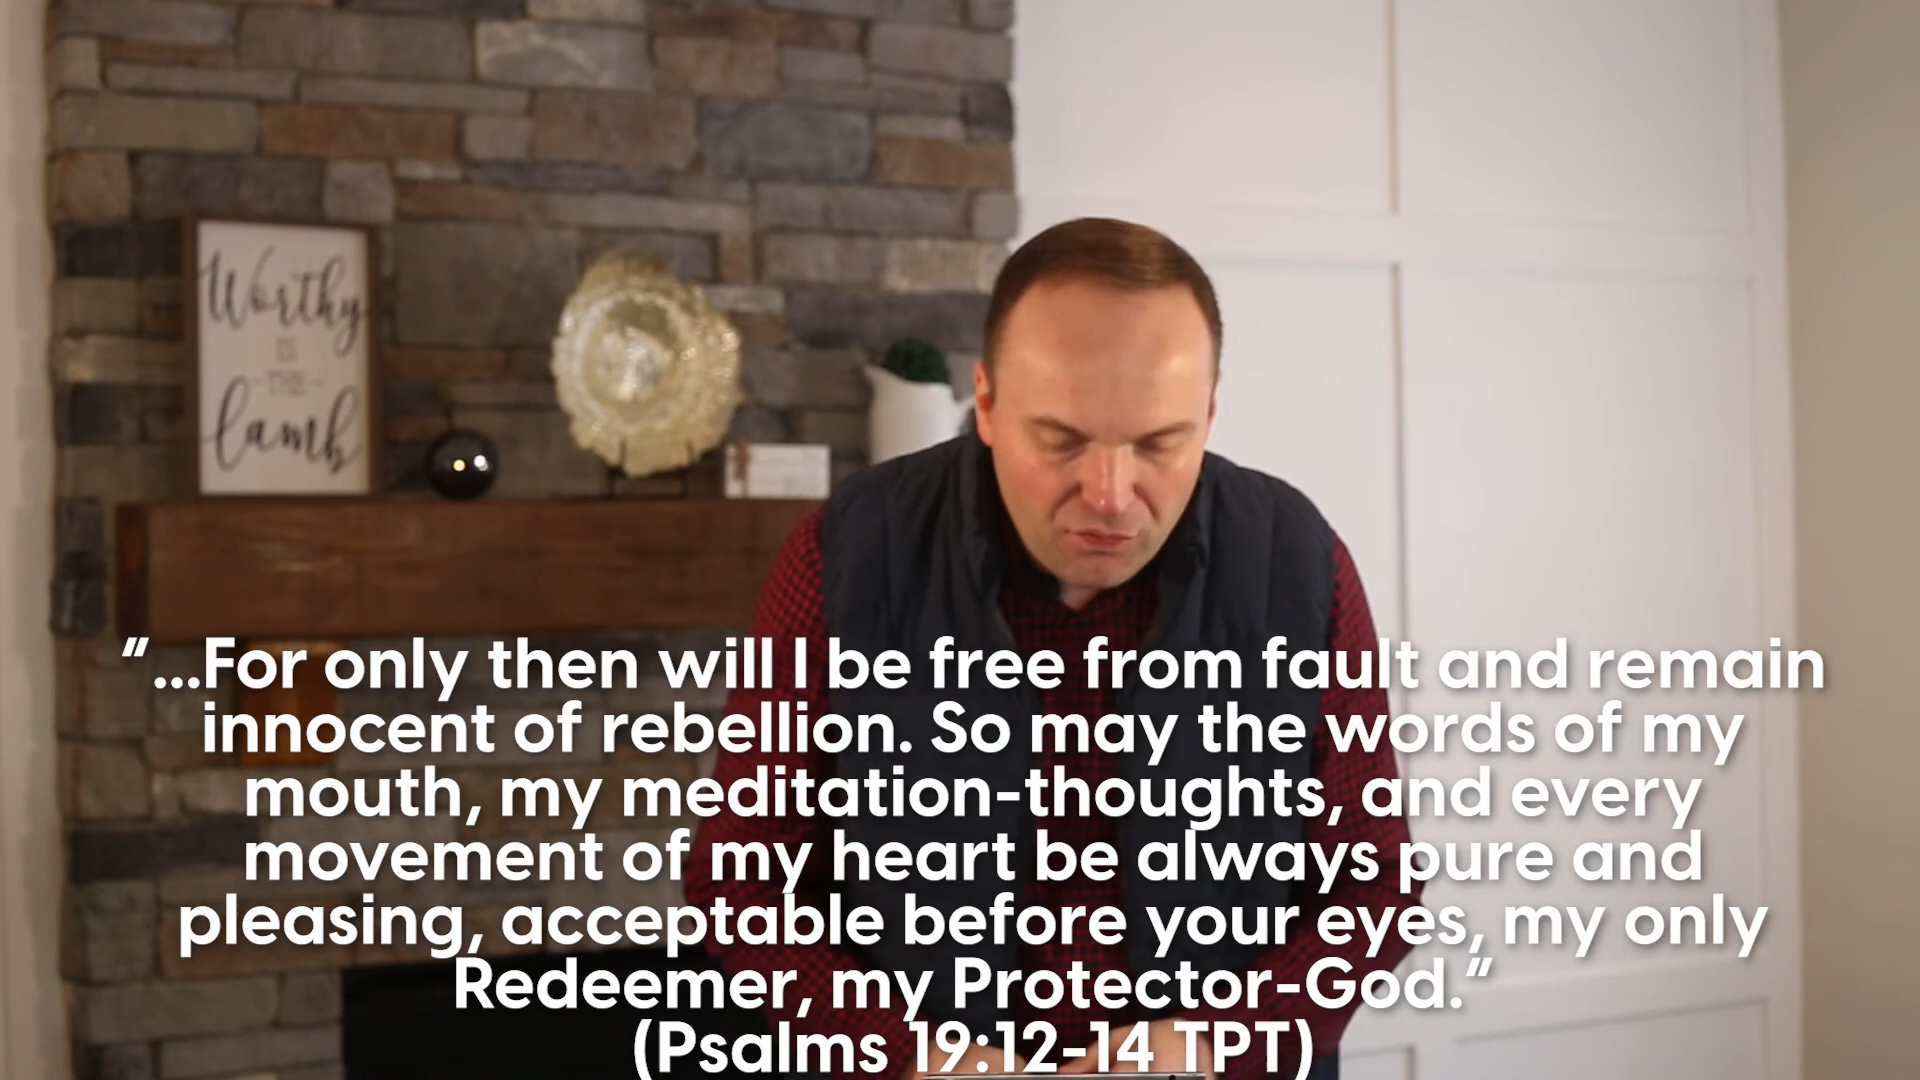 Worthy
IS
-THE-
lamb
“...For only then will I be free from fault and remain
innocent of rebellion. So may the words of my
mouth, my meditation-thoughts, and every
movement of my heart be always pure and
pleasing, acceptable before your eyes, my only
Redeemer, my Protector-God.”
(Psalms 19:12-14 TPT)